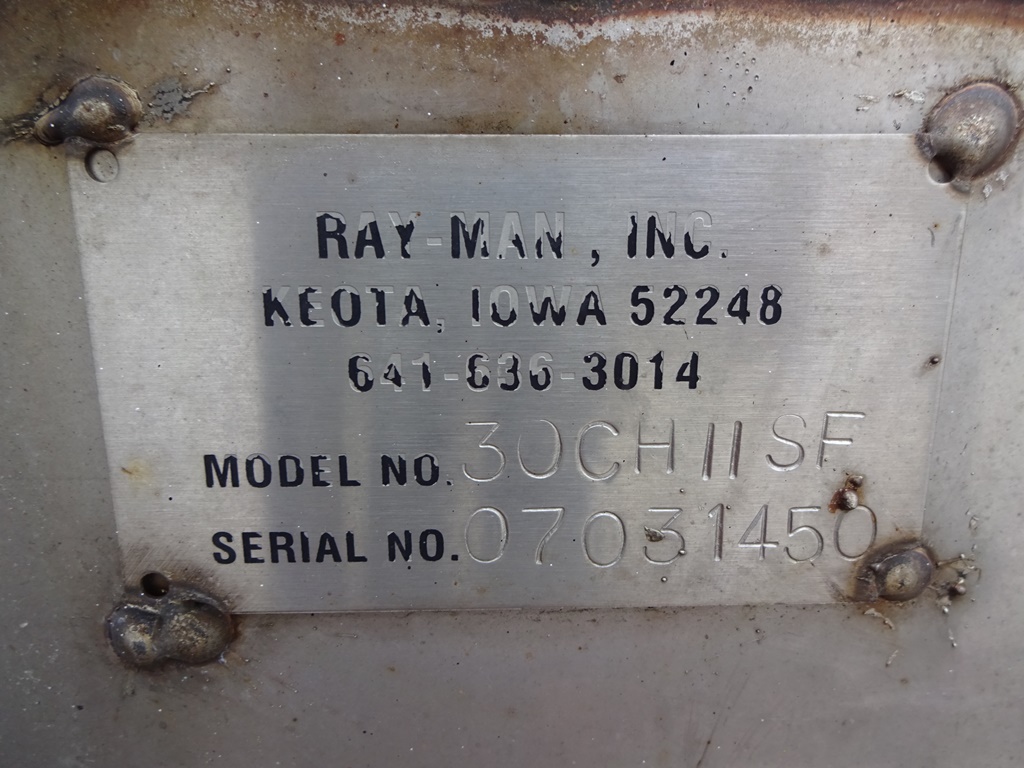 RAY-MAN, INC.
KEOTA, IOWA 52248
641-636-3014
MODEL NO. 30CH11SF
SERIAL NO. 07031450